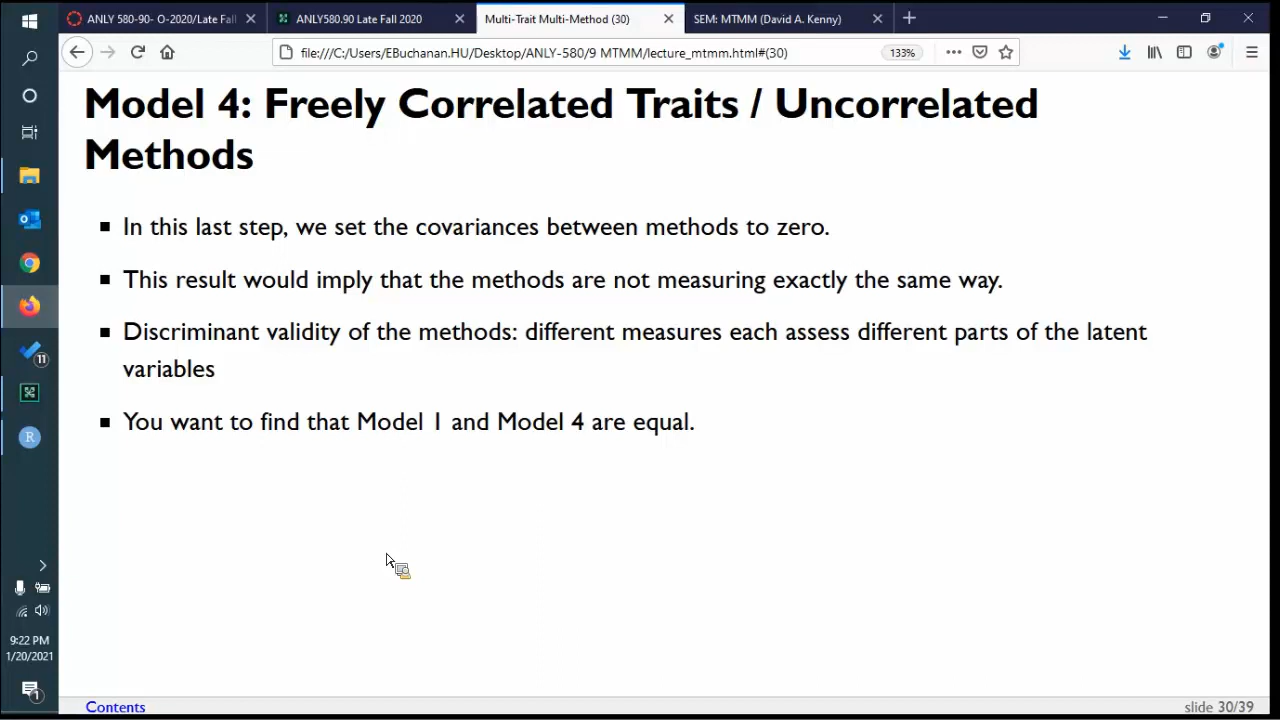 ANLY 580-90- O-2020/Late Fall
ANLY580.90 Late Fall 2020
Multi-Trait Multi-Method (30)
SEM: MTMM (David A. Kenny)
file:///C:/Users/EBuchanan.HU/Desktop/ANLY-580/9 MTMM/lecture_mtmm.html#(30)
133%
Model 4: Freely Correlated Traits / Uncorrelated
Methods
▪ In this last step, we set the covariances between methods to zero.
▪ This result would imply that the methods are not measuring exactly the same way.
▪ Discriminant validity of the methods: different measures each assess different parts of the latent
variables
▪ You want to find that Model 1 and Model 4 are equal.
11
R
9:22 PM
1/20/2021
1
Contents
slide 30/39